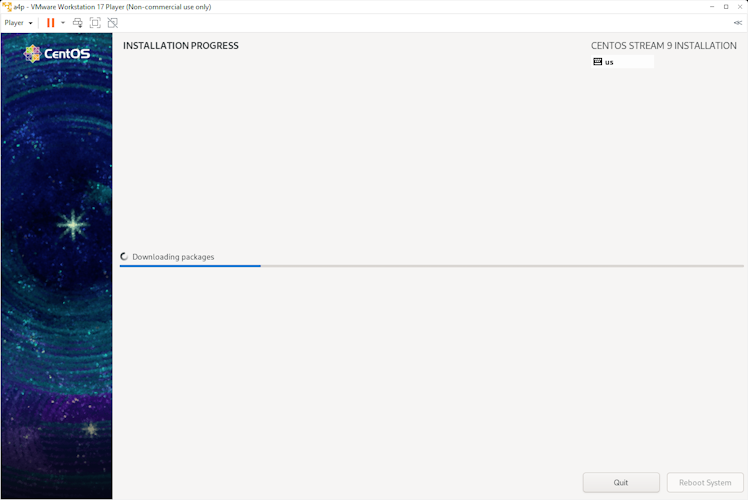 a4p - VMware Workstation 17 Player (Non-commercial use only)
Player
CentOS
INSTALLATION PROGRESS
CENTOS STREAM 9 INSTALLATION
us
Downloading packages
Quit
Reboot System